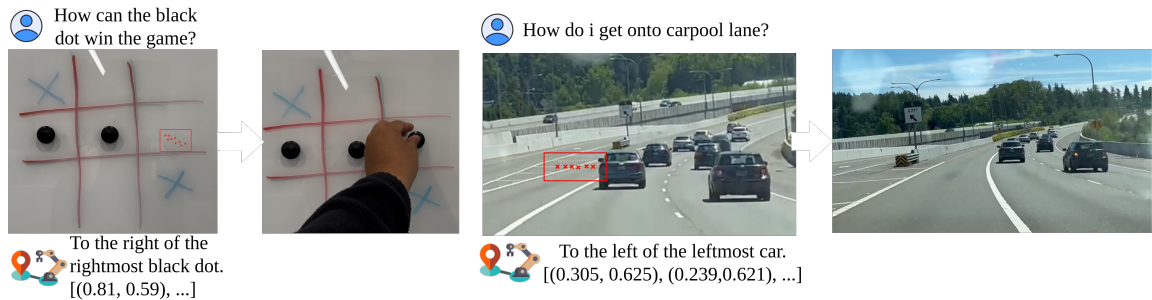 How can the black
dot win the game?
To the right of the
rightmost black dot.
[(0.81, 0.59), ...]
How do i get onto carpool lane?
To the left of the leftmost car.
[(0.305, 0.625), (0.239,0.621), ...]
EXIT